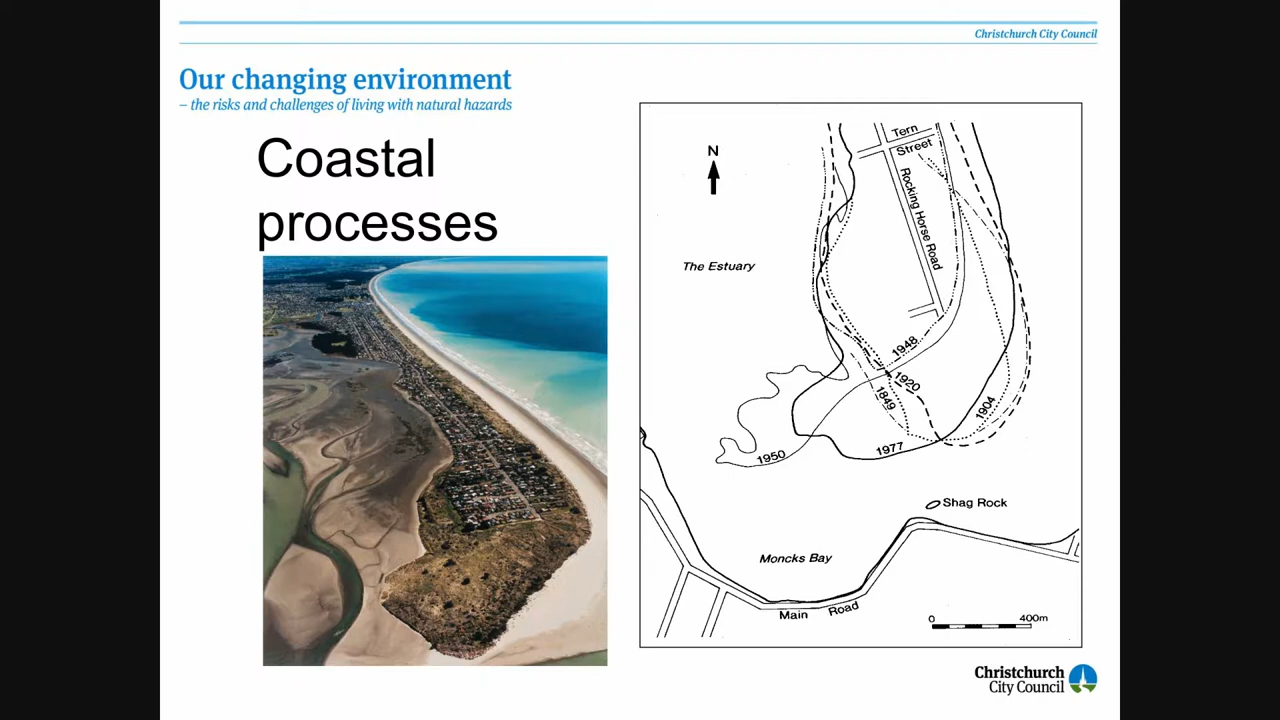 Christchurch City Council
Our changing environment
– the risks and challenges of living with natural hazards
Coastal
processes
N
Tern
Street
Rocking Horse Road
The Estuary
1948
1920
1849
1904
1977
1950
Shag Rock
Moncks Bay
Main Road
0 400m
Christchurch
City Council